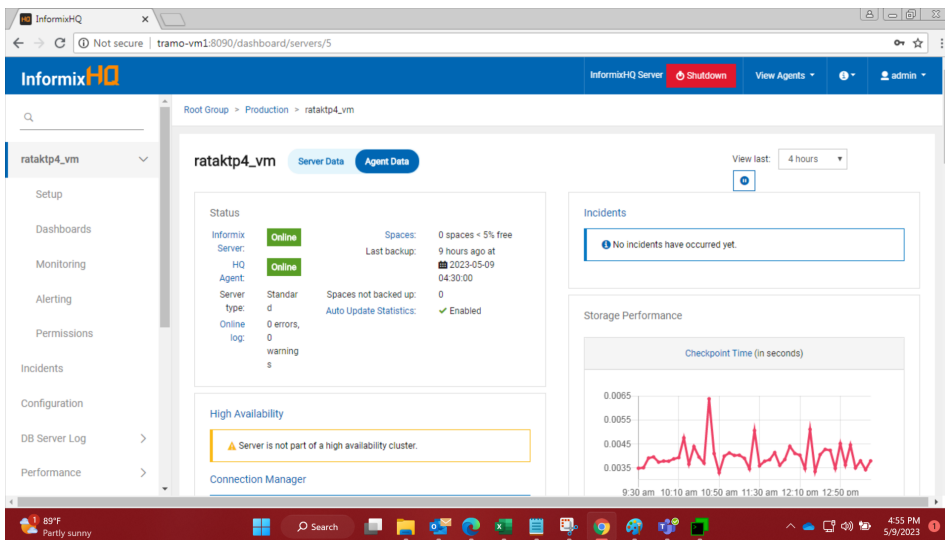 InformixHQ
Not secure | tramo-vm1:8090/dashboard/servers/5
InformixHQ
InformixHQ Server
Shutdown
View Agents
admin
Root Group > Production > rataktp4_vm
rataktp4_vm
Setup
Dashboards
Monitoring
Alerting
Permissions
Incidents
Configuration
DB Server Log
Performance
rataktp4_vm
Server Data
Agent Data
View last:
4 hours
Status
Informix Server:
Online
HQ Agent:
Online
Server type:
Standar
d
Online log:
0 errors,
0
warning
s
Spaces:
0 spaces < 5% free
Last backup:
9 hours ago at
2023-05-09
04:30:00
Spaces not backed up:
0
Auto Update Statistics:
Enabled
High Availability
Server is not part of a high availability cluster.
Connection Manager
Incidents
No incidents have occurred yet.
Storage Performance
Checkpoint Time (in seconds)
0.0065
0.0055
0.0045
0.0035
9:30 am 10:10 am 10:50 am 11:30 am 12:10 pm 12:50 pm
1
89°F
Partly sunny
Search
4:55 PM
5/9/2023
1